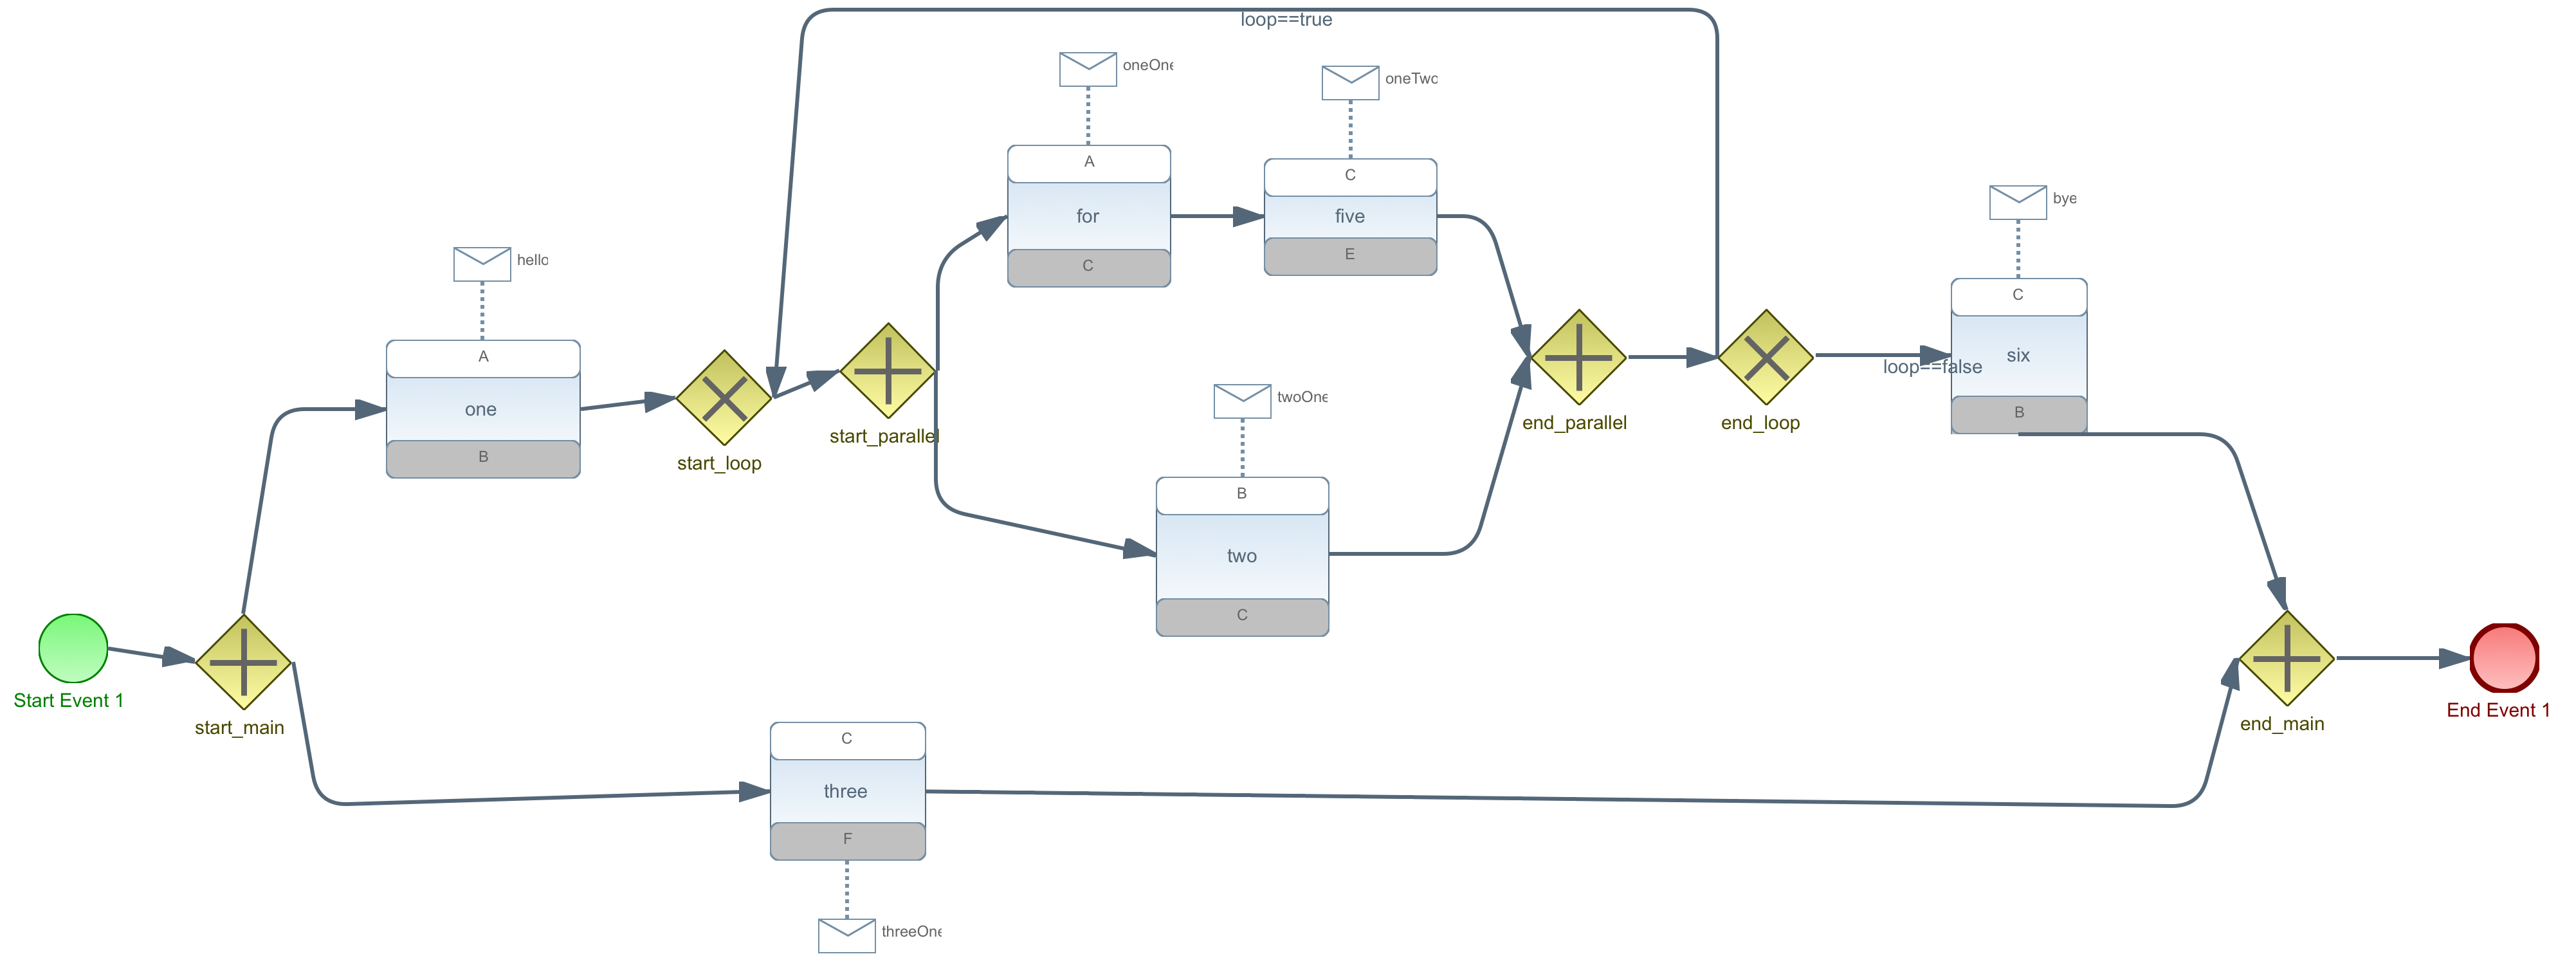 loop==true
oneOne
oneTwo
A
for
C
C
five
E
bye
hello
C
six
B
loop==false
A
one
B
start_loop
start_parallel
twoOne
B
two
C
end_parallel
end_loop
Start Event 1
start_main
C
three
F
threeOne
end_main
End Event 1